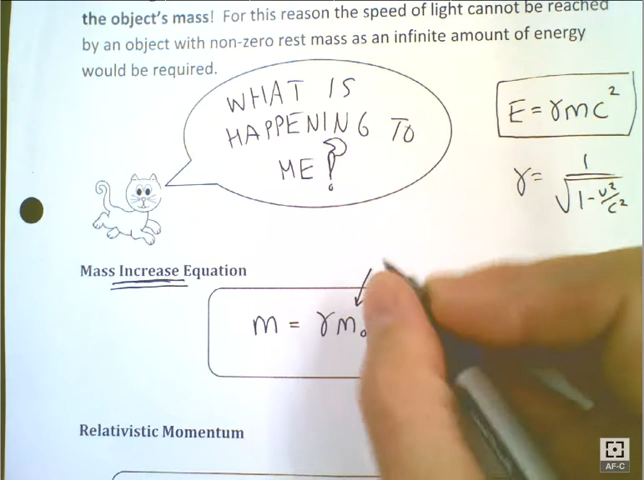 the object's mass! For this reason the speed of light cannot be reached
by an object with non-zero rest mass as an infinite amount of energy
would be required.
WHAT IS
HAPPENING TO
ME?
E = γmc²
γ = 1/√(1-v²/c²)
Mass Increase Equation
m = γm₀
Relativistic Momentum
AF-C